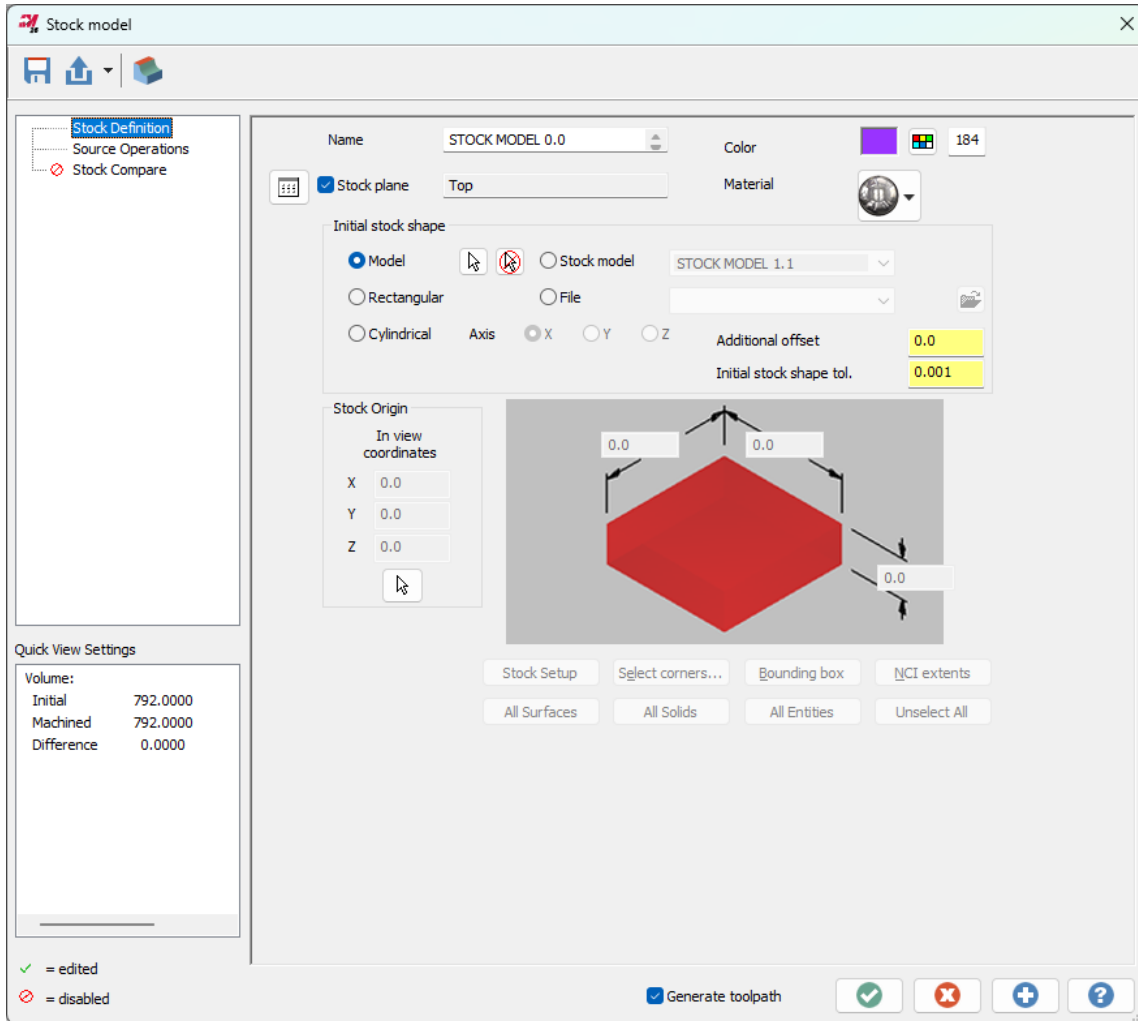 Stock model
Stock Definition
Source Operations
Stock Compare
Name STOCK MODEL 0.0 Color 184
Stock plane Top Material
Initial stock shape
Model Stock model STOCK MODEL 1.1
Rectangular File
Cylindrical Axis X Y Z Additional offset 0.0
Initial stock shape tol. 0.001
Stock Origin
In view
coordinates
X 0.0
Y 0.0
Z 0.0
0.0 0.0
0.0
Stock Setup Select corners... Bounding box NCI extents
All Surfaces All Solids All Entities Unselect All
Quick View Settings
Volume:
Initial 792.0000
Machined 792.0000
Difference 0.0000
= edited
= disabled
Generate toolpath